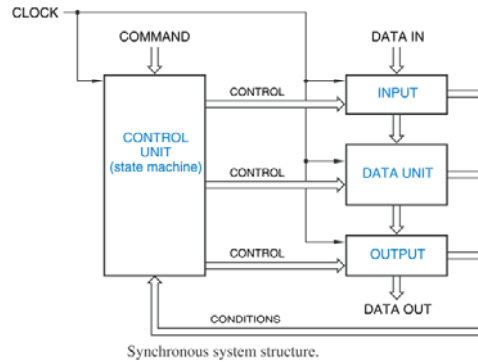 CLOCK
COMMAND
DATA IN
CONTROL
INPUT
CONTROL
UNIT
(state machine)
CONTROL
DATA UNIT
CONTROL
OUTPUT
DATA OUT
CONDITIONS
Synchronous system structure.